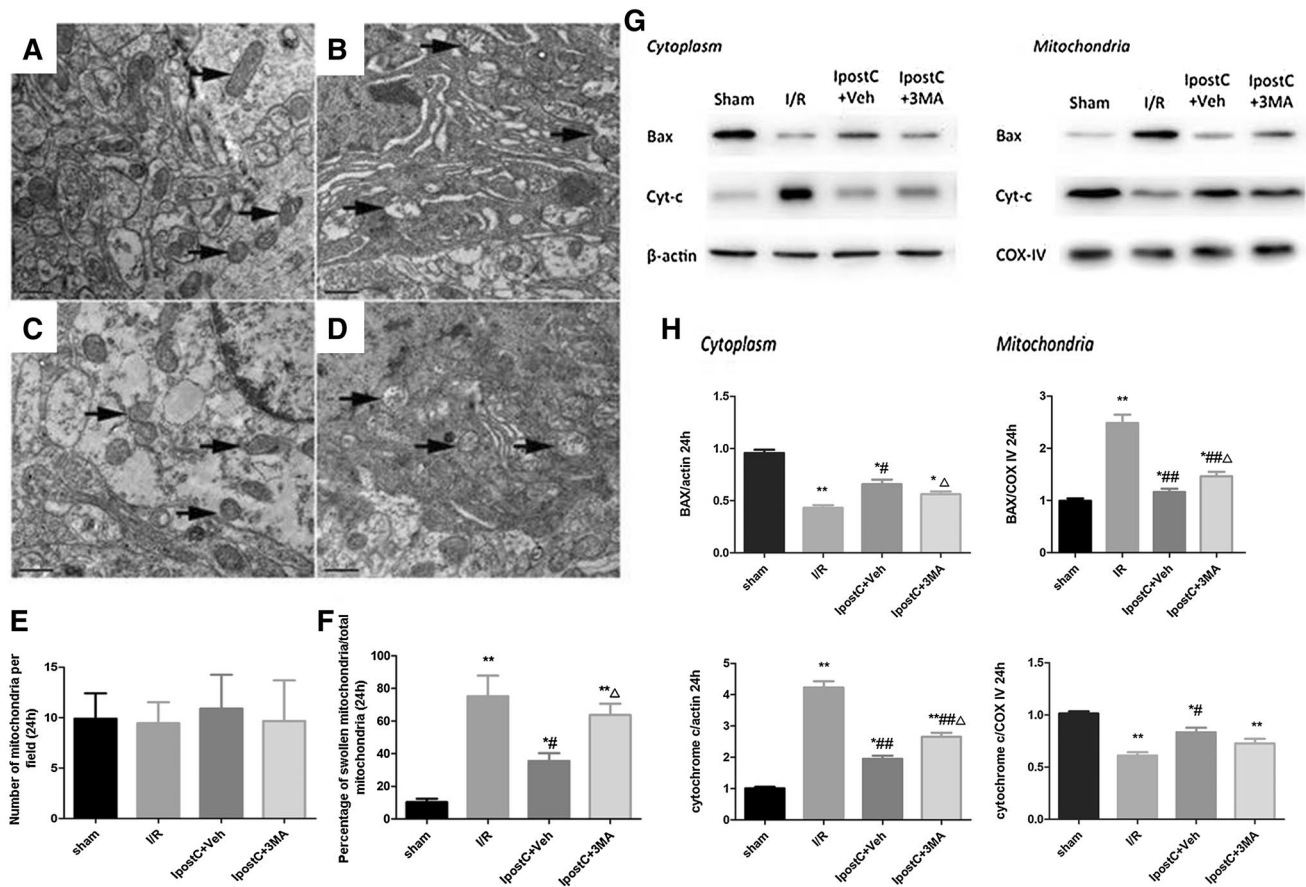 A
B
C
D
G
Cytoplasm
Mitochondria
Sham
I/R
IpostC
+Veh
IpostC
+3MA
Sham
I/R
IpostC
+Veh
IpostC
+3MA
Bax
Cyt-c
β-actin
Bax
Cyt-c
COX-IV
H
Cytoplasm
Mitochondria
BAX/actin 24h
1.5
1.0
0.5
0.0
**
*#
* △
sham
I/R
IpostC+Veh
IpostC+3MA
BAX/COX IV 24h
3
2
1
0
**
*##
*##△
sham
IR
IpostC+Veh
IpostC+3MA
E
Number of mitochondria per
field (24h)
15
10
5
0
sham
I/R
IpostC+Veh
IpostC+3MA
F
Percentage of swollen mitochondria/total
mitochondria (24h)
100
80
60
40
20
0
**
*#
**△
sham
I/R
IpostC+Veh
IpostC+3MA
cytochrome c/actin 24h
5
4
3
2
1
0
**
*##
**##△
sham
I/R
IpostC+Veh
IpostC+3MA
cytochrome c/COX IV 24h
1.5
1.0
0.5
0.0
**
*#
**
sham
I/R
IpostC+Veh
IpostC+3MA